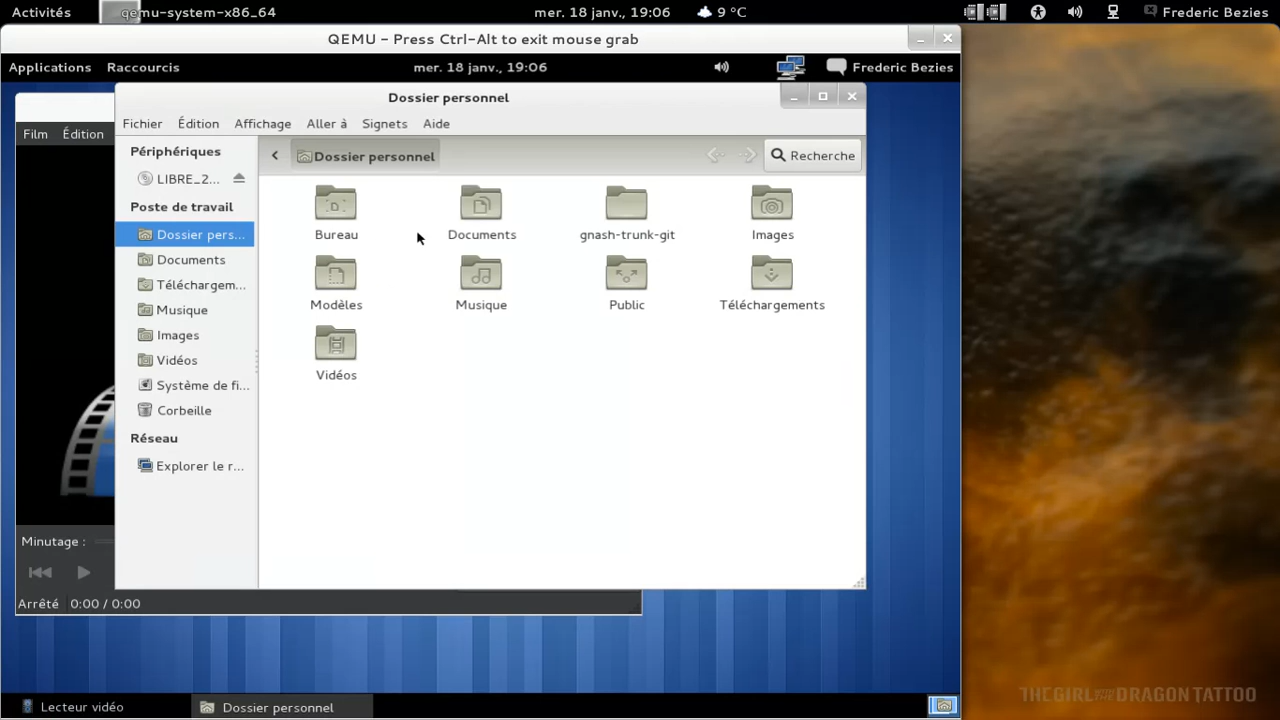 Activités qemu-system-x86_64 mer. 18 janv., 19:06 9 °C Frederic Bezies
QEMU - Press Ctrl-Alt to exit mouse grab
Applications Raccourcis mer. 18 janv., 19:06 Frederic Bezies
Dossier personnel
Film Édition
Fichier Édition Affichage Aller à Signets Aide
Périphériques
LIBRE_2...
Poste de travail
Dossier pers...
Documents
Téléchargem...
Musique
Images
Vidéos
Système de fi...
Corbeille
Réseau
Explorer le r...
Dossier personnel Recherche
Bureau Documents gnash-trunk-git Images
Modèles Musique Public Téléchargements
Vidéos
Minutage :
Arrêté 0:00 / 0:00
Lecteur vidéo Dossier personnel
THE GIRL WITH THE DRAGON TATTOO